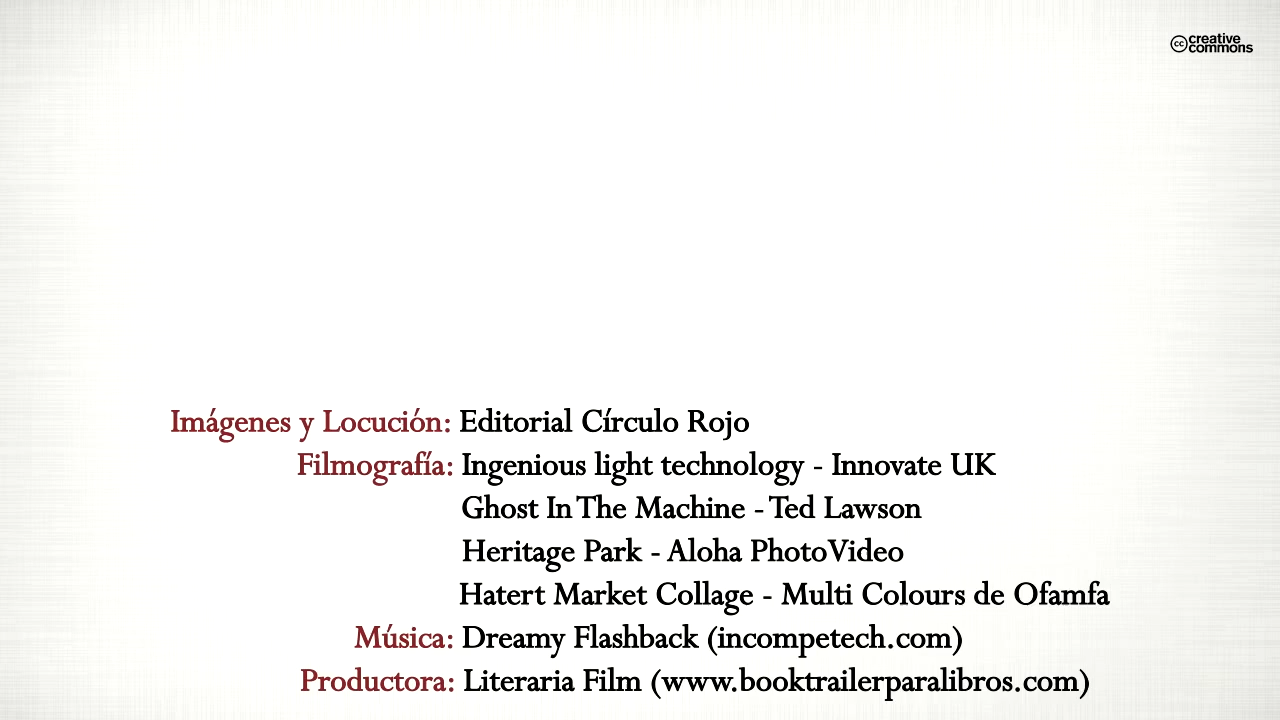 cc creative
commons
Imágenes y Locución: Editorial Círculo Rojo
Filmografía: Ingenious light technology - Innovate UK
Ghost In The Machine - Ted Lawson
Heritage Park - Aloha PhotoVideo
Hatert Market Collage - Multi Colours de Ofamfa
Música: Dreamy Flashback (incompetech.com)
Productora: Literaria Film (www.booktrailerparalibros.com)